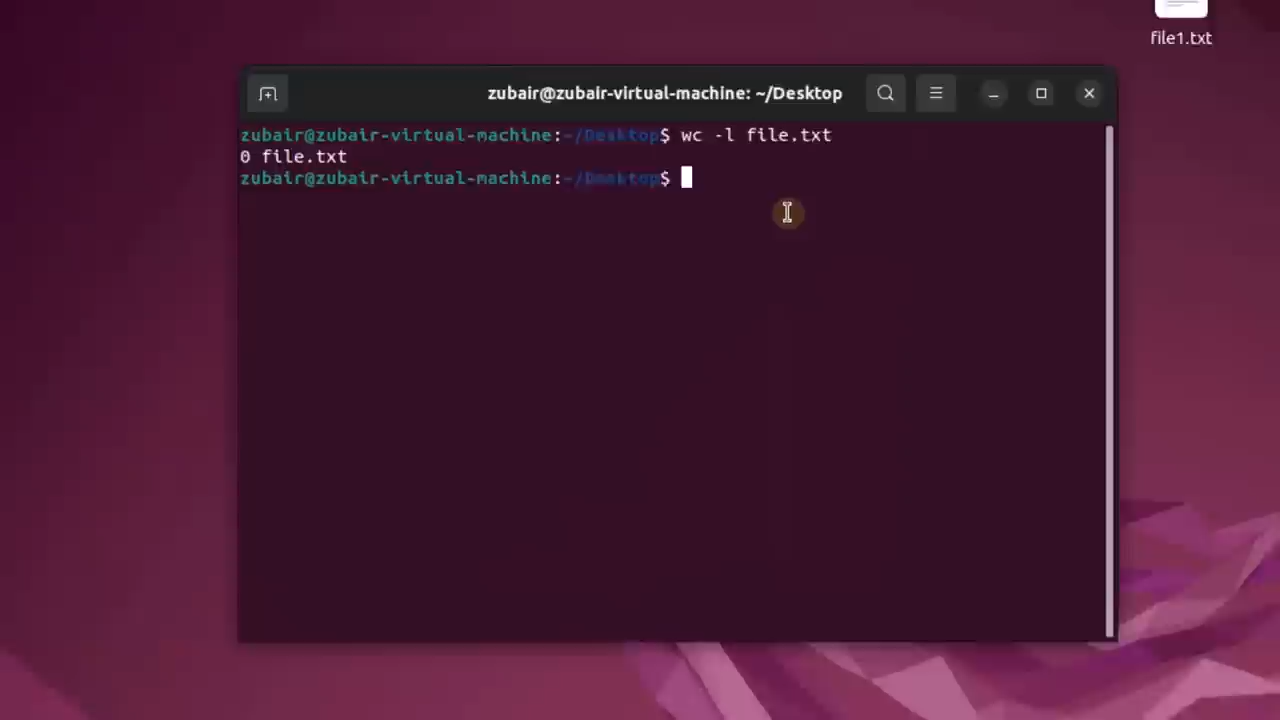 file1.txt
zubair@zubair-virtual-machine: ~/Desktop
zubair@zubair-virtual-machine:~/Desktop$ wc -l file.txt
0 file.txt
zubair@zubair-virtual-machine:~/Desktop$